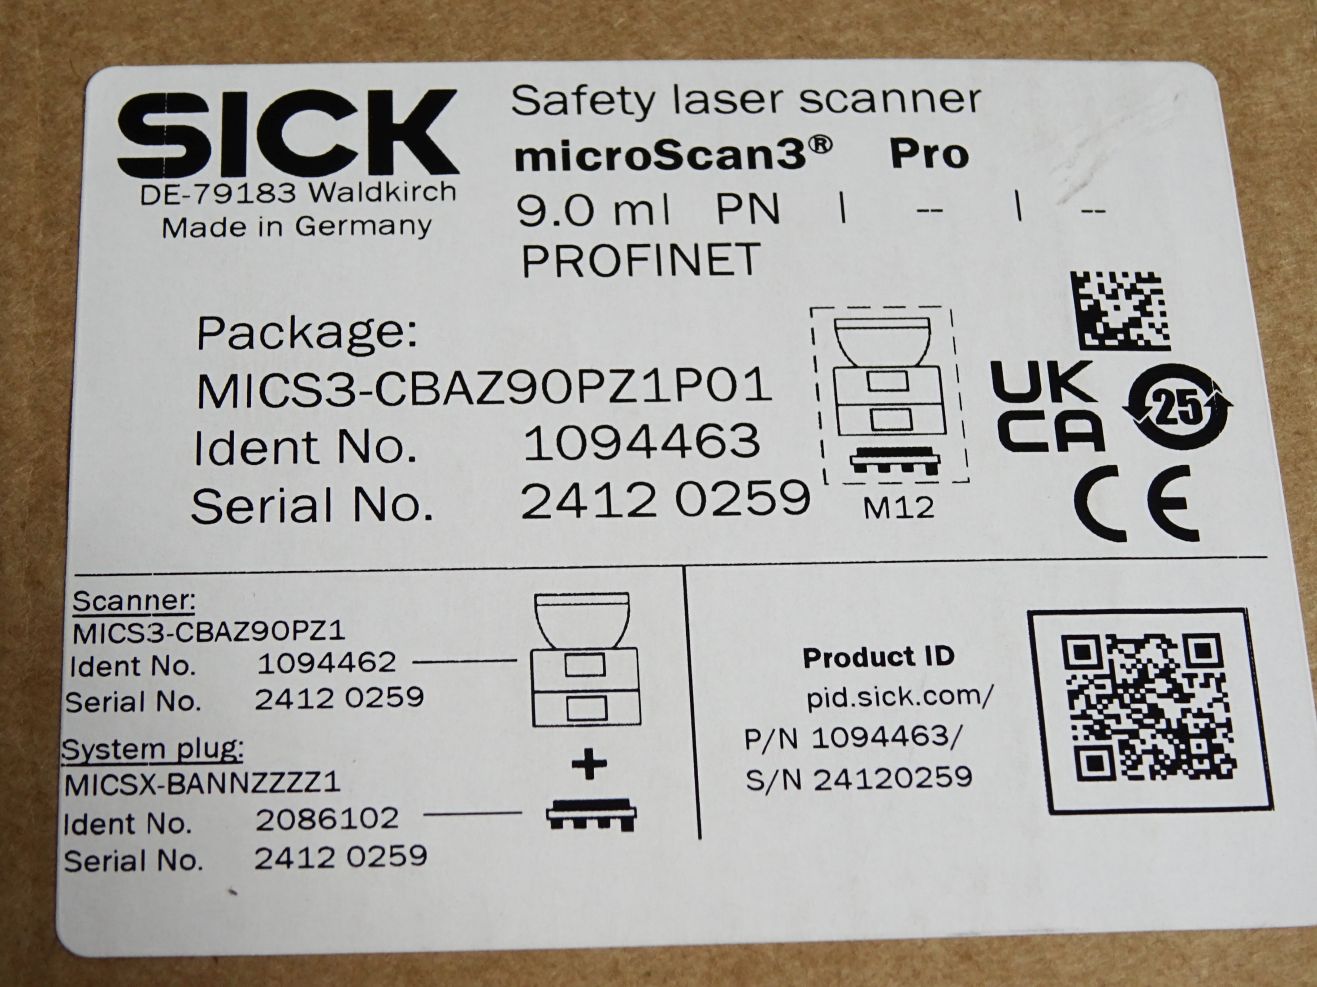 SICK
DE-79183 Waldkirch
Made in Germany
Safety laser scanner
microScan3® Pro
9.0 ml PN | -- | --
PROFINET
Package:
MICS3-CBAZ90PZ1P01
Ident No. 1094463
Serial No. 2412 0259
M12
UK
CA
25
CE
Scanner:
MICS3-CBAZ90PZ1
Ident No. 1094462
Serial No. 2412 0259
System plug:
MICSX-BANNZZZZ1
Ident No. 2086102
Serial No. 2412 0259
Product ID
pid.sick.com/
P/N 1094463/
S/N 24120259